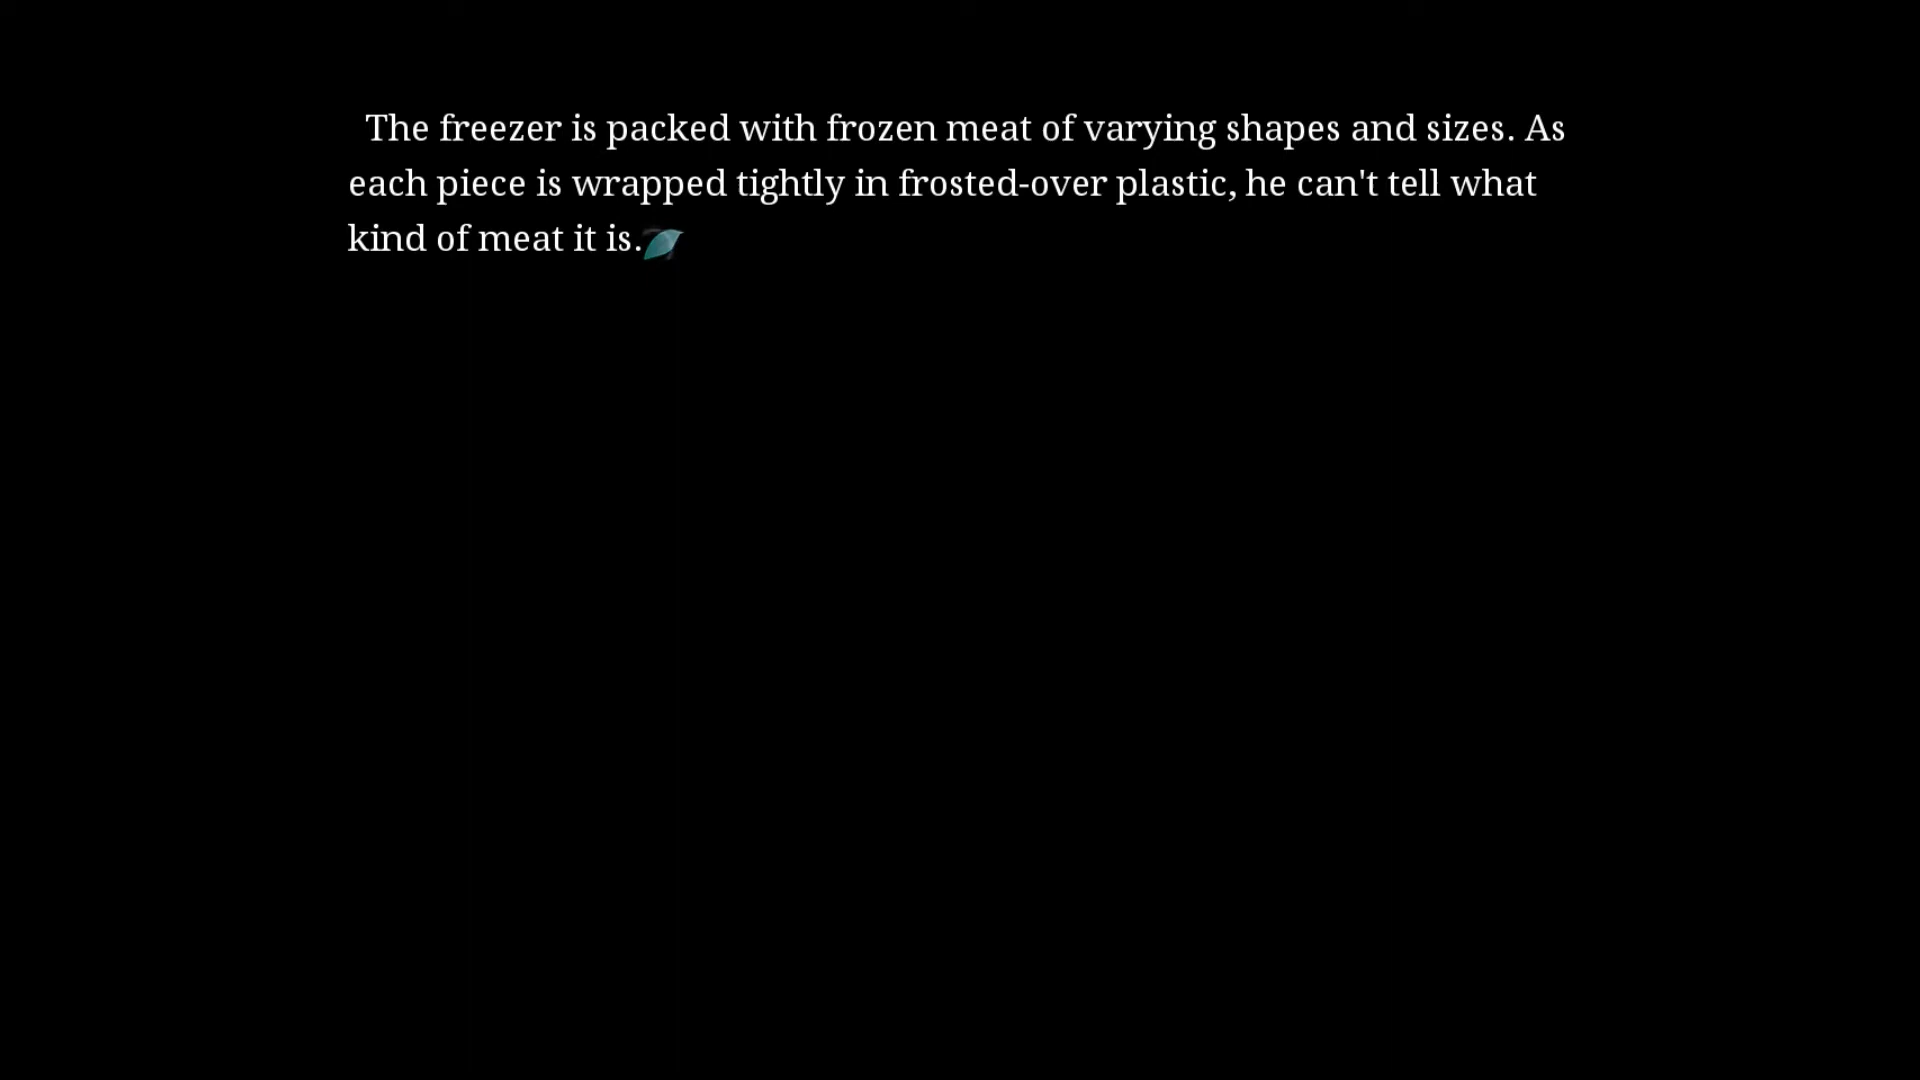 The freezer is packed with frozen meat of varying shapes and sizes. As
each piece is wrapped tightly in frosted-over plastic, he can't tell what
kind of meat it is.